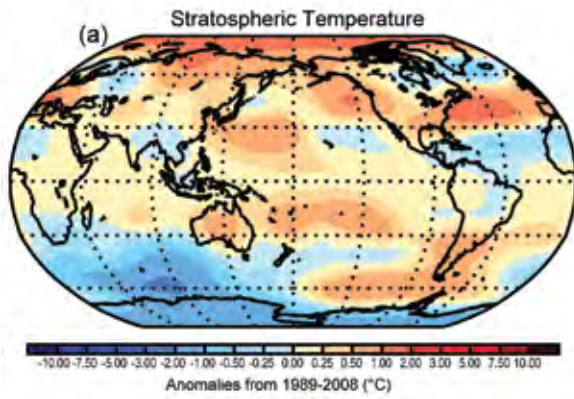 Stratospheric Temperature
(a)
-10.00 -7.50 -5.00 -3.00 -2.00 -1.00 -0.50 -0.25 0.00 0.25 0.50 1.00 2.00 3.00 5.00 7.50 10.00
Anomalies from 1989-2008 (°C)